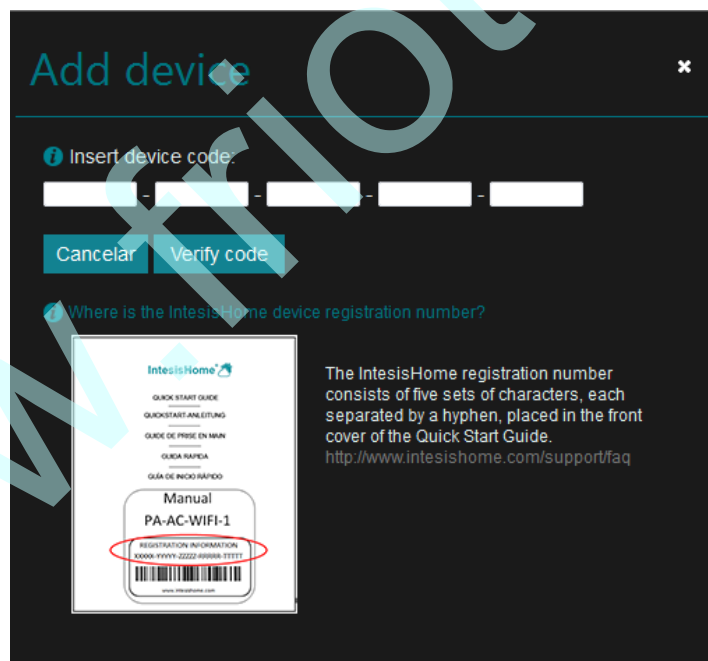 Add device
Insert device code:
- - - -
Cancelar Verify code
Where is the IntesisHome device registration number?
IntesisHome
QUICK START GUIDE
QUICKSTART-ANLEITUNG
GUIDE DE PRISE EN MAIN
GUIDA RAPIDA
GUÍA DE INICIO RÁPIDO
Manual
PA-AC-WIFI-1
REGISTRATION INFORMATION
XXXXX-YYYYY-ZZZZZ-RRRRR-TTTTT
www.intesishome.com
The IntesisHome registration number
consists of five sets of characters, each
separated by a hyphen, placed in the front
cover of the Quick Start Guide.
http://www.intesishome.com/support/faq
w.frio